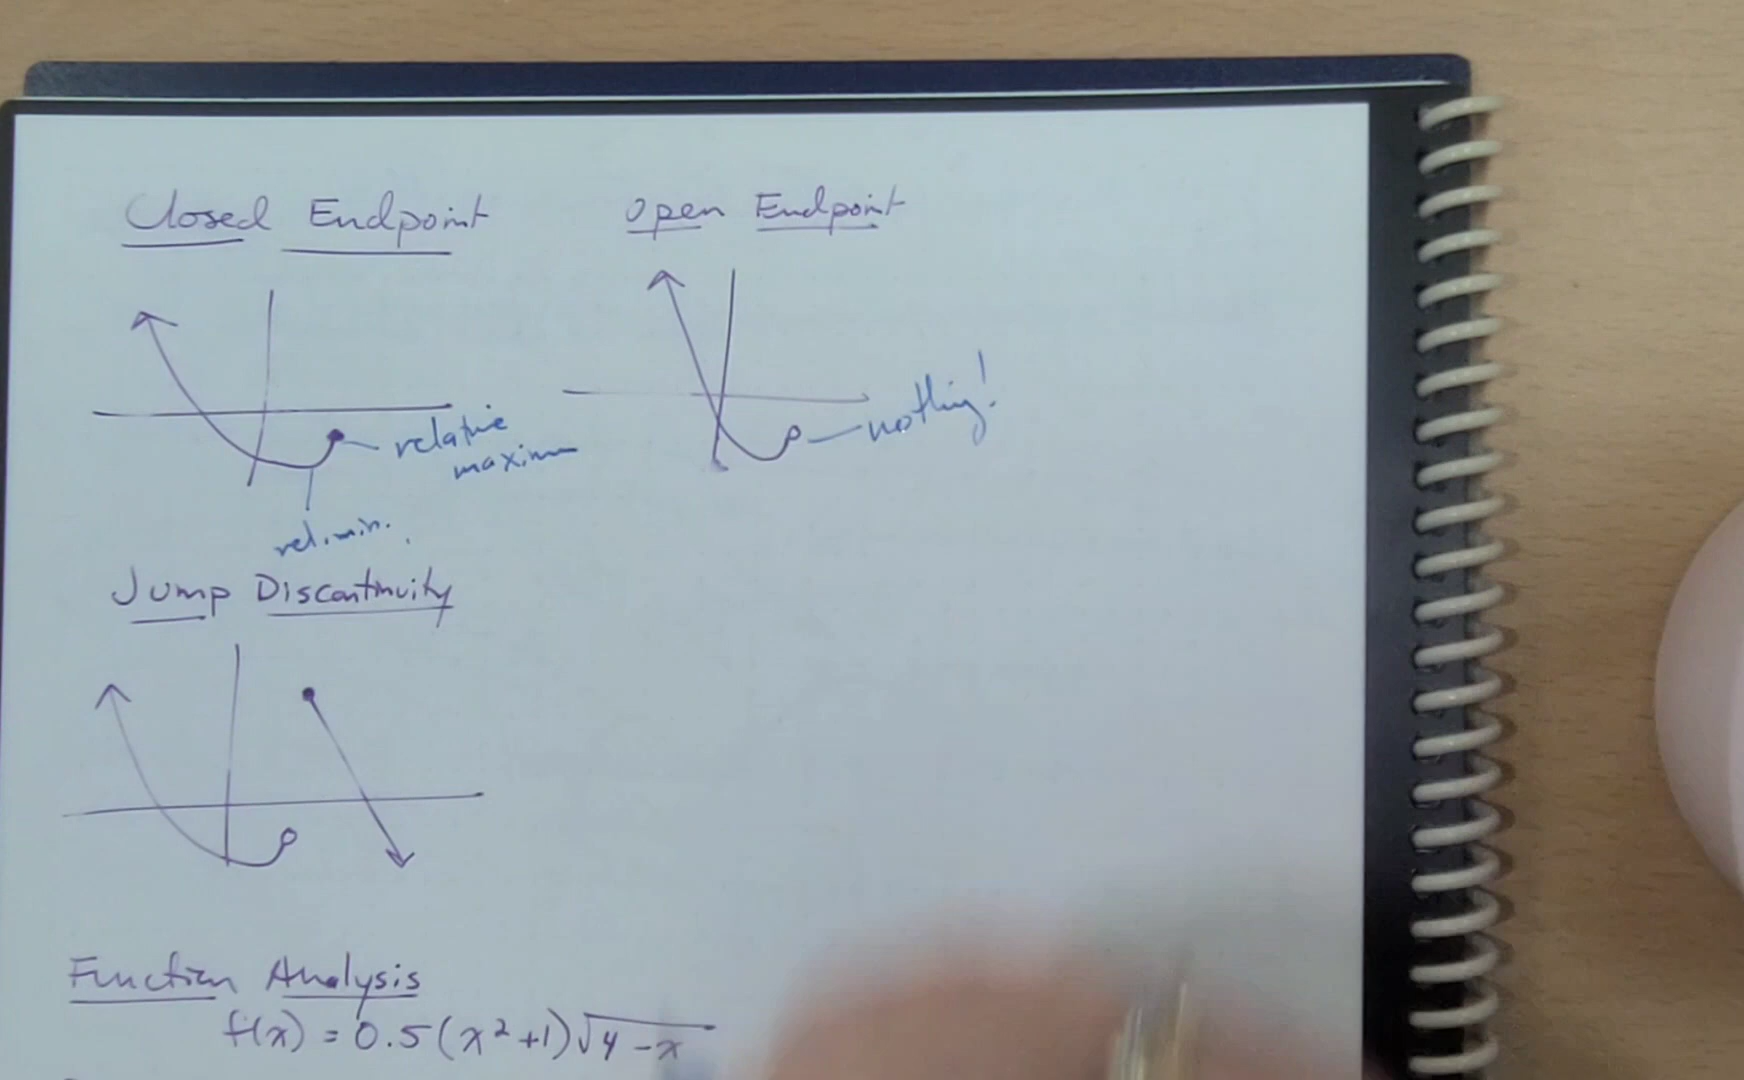 Closed Endpoint
Open Endpoint
relative
maximum
nothing!
rel. min.
Jump Discontinuity
Function Analysis
f(x) = 0.5(x²+1)√4-x